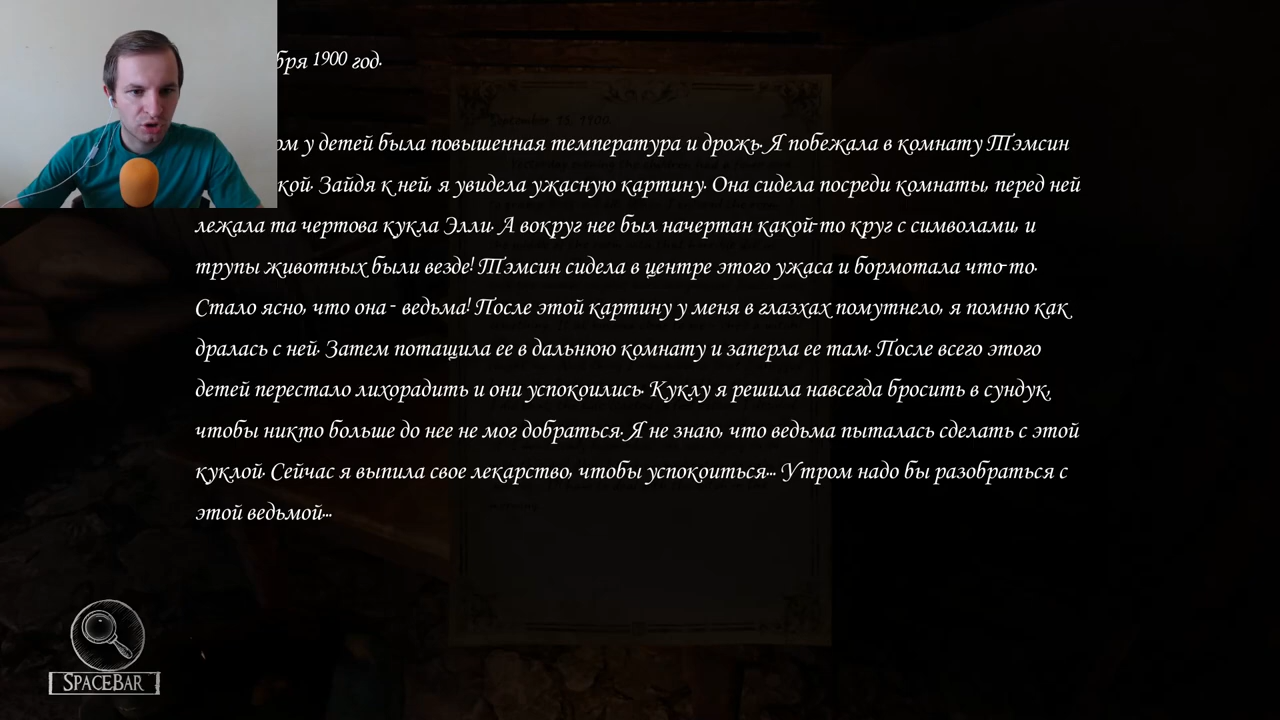 бря 1900 год.
ом у детей была повышенная температура и дрожь. Я побежала в комнату Тэмсин
кой. Зайдя к ней, я увидела ужасную картину. Она сидела посреди комнаты, перед ней
лежала та чертова кукла Элли. А вокруг нее был начертан какой-то круг с символами, и
трупы животных были везде! Тэмсин сидела в центре этого ужаса и бормотала что-то.
Стало ясно, что она - ведьма! После этой картину у меня в глазхах помутнело, я помню как
дралась с ней. Затем потащила ее в дальнюю комнату и заперла ее там. После всего этого
детей перестало лихорадить и они успокоились. Куклу я решила навсегда бросить в сундук,
чтобы никто больше до нее не мог добраться. Я не знаю, что ведьма пыталась сделать с этой
куклой. Сейчас я выпила свое лекарство, чтобы успокоиться... Утром надо бы разобраться с
этой ведьмой...
SPACEBAR